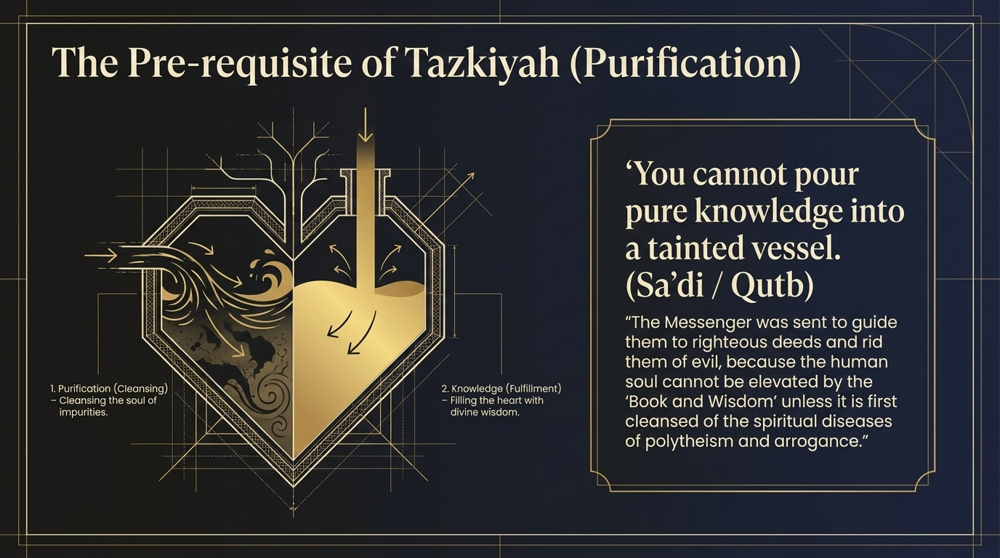 The Pre-requisite of Tazkiyah (Purification)
1. Purification (Cleansing)
– Cleansing the soul of
impurities.
2. Knowledge (Fulfillment)
– Filling the heart with
divine wisdom.
‘You cannot pour
pure knowledge into
a tainted vessel.
(Sa’di / Qutb)
“The Messenger was sent to guide
them to righteous deeds and rid
them of evil, because the human
soul cannot be elevated by the
‘Book and Wisdom’ unless it is first
cleansed of the spiritual diseases
of polytheism and arrogance.”